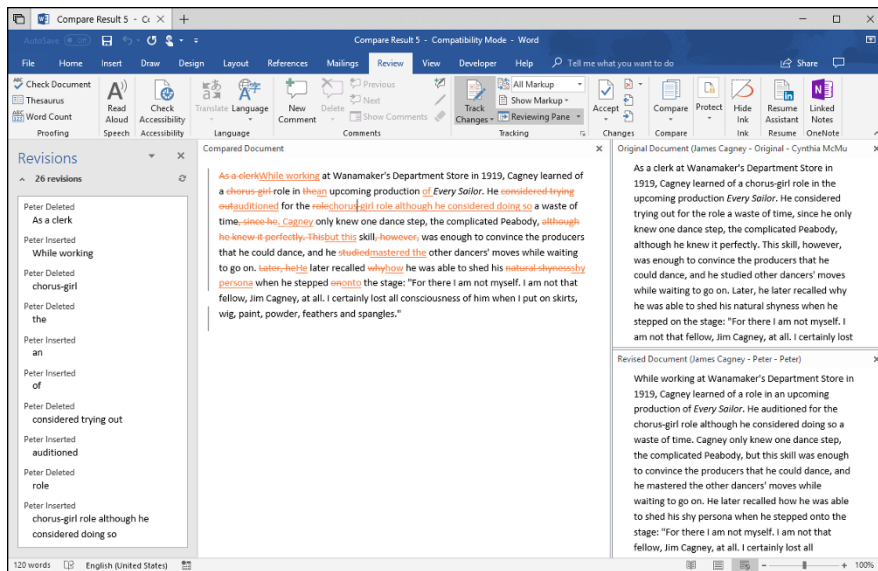 Compare Result 5 - Co
AutoSave Off
Compare Result 5 - Compatibility Mode - Word
File Home Insert Draw Design Layout References Mailings Review View Developer Help Tell me what you want to do Share
Check Document
Thesaurus
Word Count
Proofing
Read Aloud
Speech
Check Accessibility
Accessibility
Translate Language
Language
New Comment
Delete
Previous
Next
Show Comments
Comments
Track Changes
All Markup
Show Markup
Reviewing Pane
Tracking
Accept
Changes
Compare
Compare
Protect
Hide Ink
Ink
Resume Assistant
Resume
Linked Notes
OneNote
Revisions
26 revisions
Peter Deleted
As a clerk
Peter Inserted
While working
Peter Deleted
chorus-girl
Peter Deleted
the
Peter Inserted
an
Peter Inserted
of
Peter Deleted
considered trying out
Peter Inserted
auditioned
Peter Deleted
role
Peter Inserted
chorus-girl role although he
considered doing so
Compared Document
As a clerkWhile working at Wanamaker's Department Store in 1919, Cagney learned of
a chorus-girl role in thean upcoming production of Every Sailor. He considered trying
outauditioned for the rolechorus-girl role although he considered doing so a waste of
time, since he. Cagney only knew one dance step, the complicated Peabody, although
he knew it perfectly. Thisbut this skill, however, was enough to convince the producers
that he could dance, and he studiedmastered the other dancers' moves while waiting
to go on. Later, heHe later recalled whyhow he was able to shed his natural shynessshy
persona when he stepped ononto the stage: "For there I am not myself. I am not that
fellow, Jim Cagney, at all. I certainly lost all consciousness of him when I put on skirts,
wig, paint, powder, feathers and spangles."
Original Document (James Cagney - Original - Cynthia McMu
As a clerk at Wanamaker's Department Store in
1919, Cagney learned of a chorus-girl role in the
upcoming production Every Sailor. He considered
trying out for the role a waste of time, since he only
knew one dance step, the complicated Peabody,
although he knew it perfectly. This skill, however,
was enough to convince the producers that he
could dance, and he studied other dancers' moves
while waiting to go on. Later, he later recalled why
he was able to shed his natural shyness when he
stepped on the stage: "For there I am not myself. I
am not that fellow, Jim Cagney, at all. I certainly lost
Revised Document (James Cagney - Peter - Peter)
While working at Wanamaker's Department Store in
1919, Cagney learned of a role in an upcoming
production of Every Sailor. He auditioned for the
chorus-girl role although he considered doing so a
waste of time. Cagney only knew one dance step,
the complicated Peabody, but this skill was enough
to convince the producers that he could dance, and
he mastered the other dancers' moves while
waiting to go on. He later recalled how he was able
to shed his shy persona when he stepped onto the
stage: "For there I am not myself. I am not that
fellow, Jim Cagney, at all. I certainly lost all
120 words English (United States) 100%